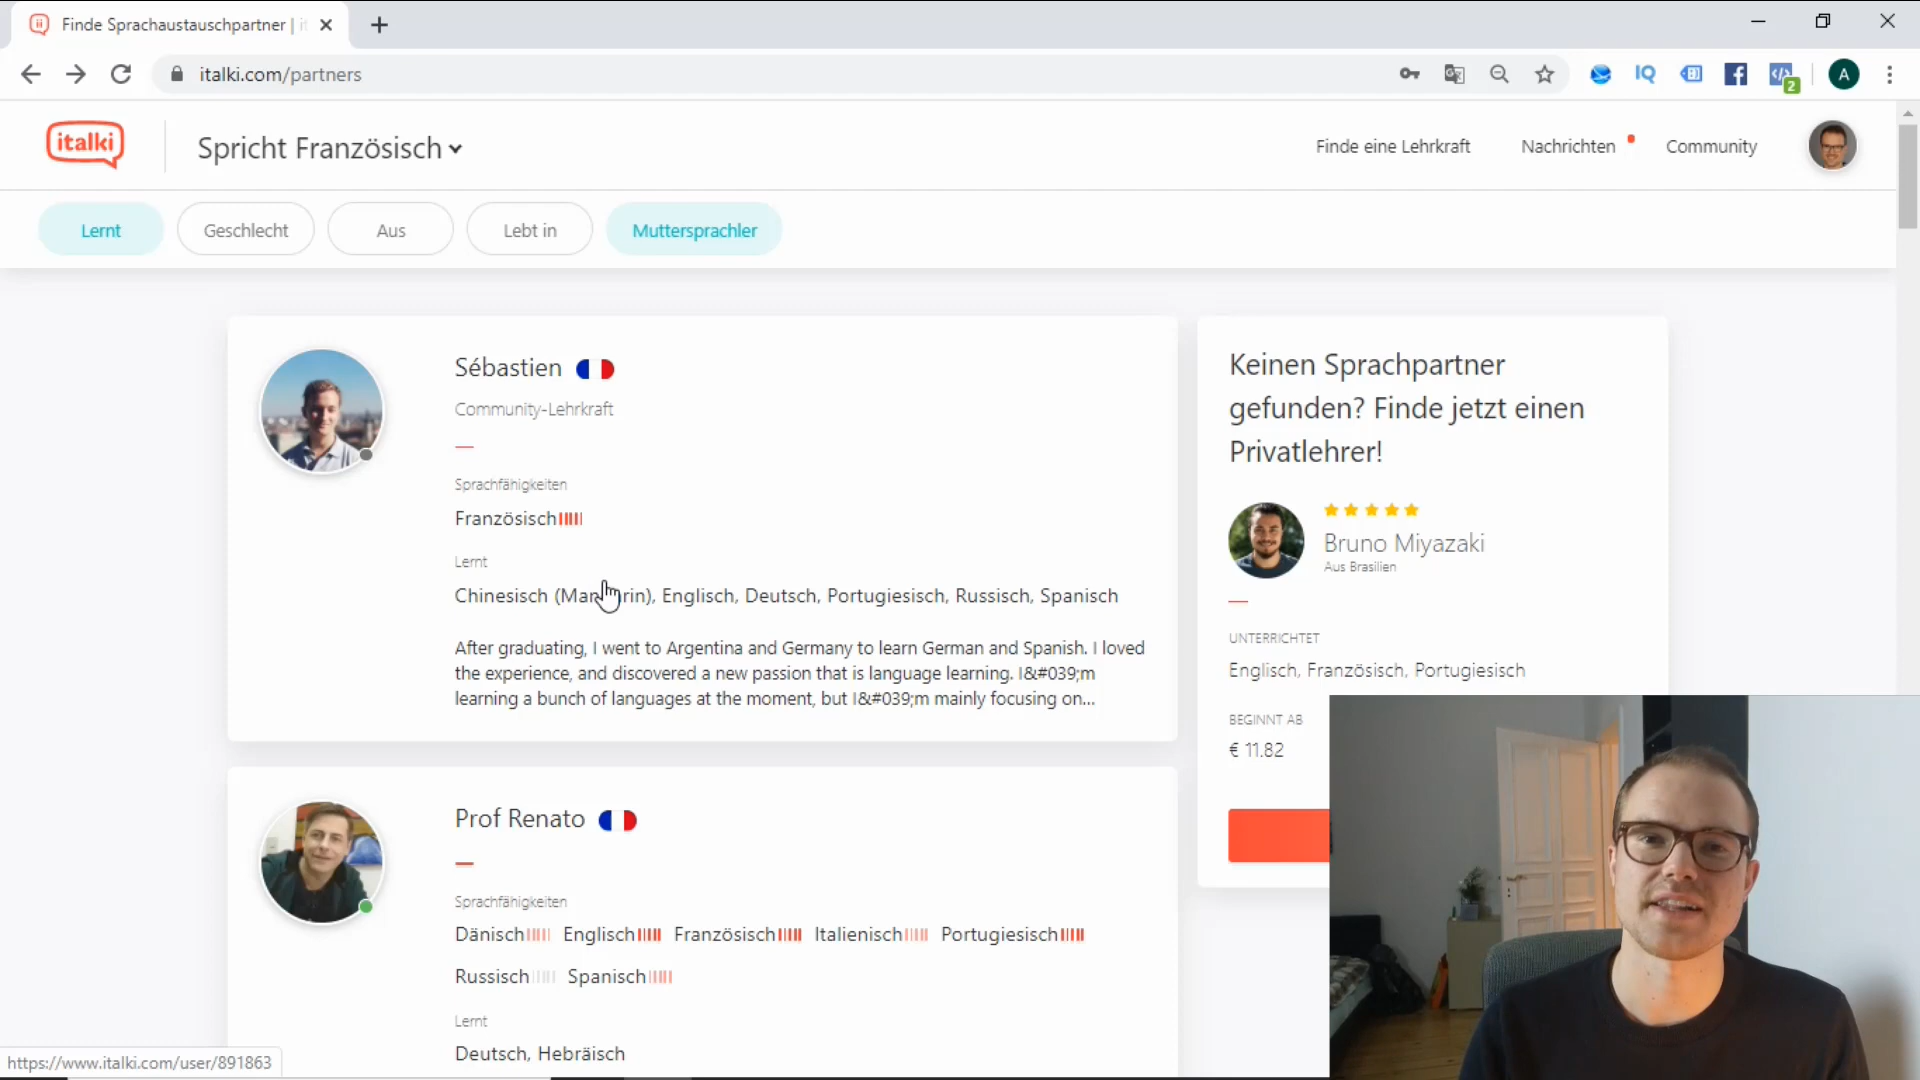 Finde Sprachaustauschpartner |
italki.com/partners
IQ
2
A
italki
Spricht Französisch
Finde eine Lehrkraft
Nachrichten
Community
Lernt
Geschlecht
Aus
Lebt in
Muttersprachler
Sébastien
Community-Lehrkraft
Sprachfähigkeiten
Französisch
Lernt
Chinesisch (Mandarin), Englisch, Deutsch, Portugiesisch, Russisch, Spanisch
After graduating, I went to Argentina and Germany to learn German and Spanish. I loved
the experience, and discovered a new passion that is language learning. I&#039;m
learning a bunch of languages at the moment, but I&#039;m mainly focusing on...
Keinen Sprachpartner
gefunden? Finde jetzt einen
Privatlehrer!
Bruno Miyazaki
Aus Brasilien
UNTERRICHTET
Englisch, Französisch, Portugiesisch
BEGINNT AB
€ 11.82
Prof Renato
Sprachfähigkeiten
Dänisch Englisch Französisch Italienisch Portugiesisch
Russisch Spanisch
Lernt
Deutsch, Hebräisch
https://www.italki.com/user/891863